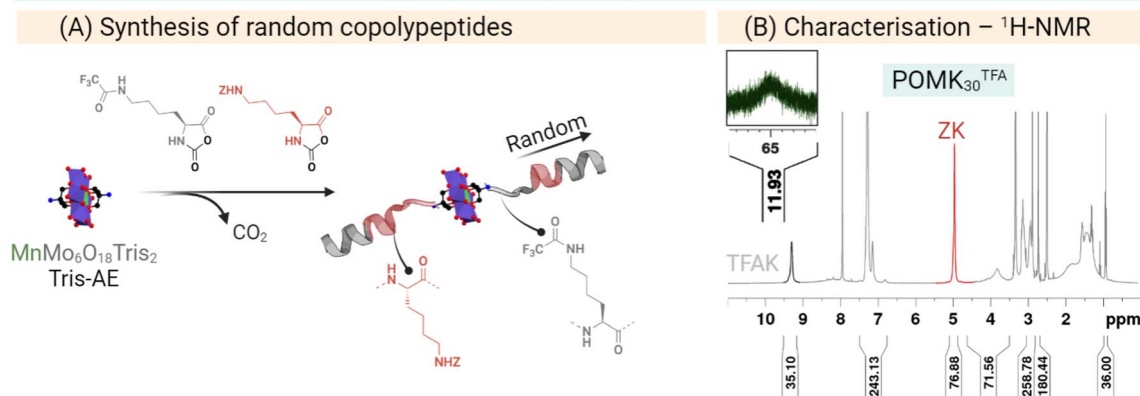 (A) Synthesis of random copolypeptides
F₃C
H
N
O
O
HN
O
O
ZHN
O
HN
O
O
CO₂
MnMo₆O₁₈Tris₂
Tris-AE
Random
H
N
O
NHZ
O
F₃C
NH
N
H
O
(B) Characterisation – ¹H-NMR
POMK₃₀ᵀᶠᴬ
65
11.93
ZK
TFAK
10 9 8 7 6 5 4 3 2 ppm
35.10 243.13 76.88 71.56 258.78 180.44 36.00